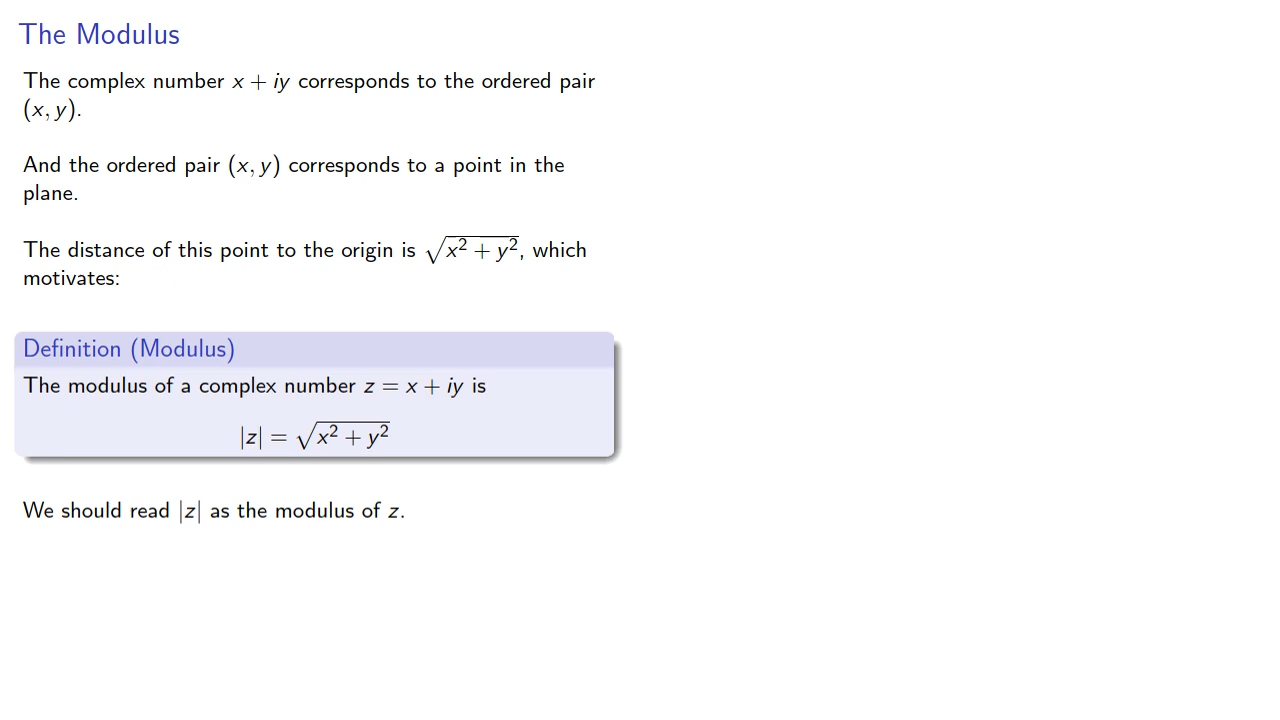 The Modulus
The complex number x + iy corresponds to the ordered pair
(x, y).
And the ordered pair (x, y) corresponds to a point in the
plane.
The distance of this point to the origin is √(x² + y²), which
motivates:
Definition (Modulus)
The modulus of a complex number z = x + iy is
|z| = √(x² + y²)
We should read |z| as the modulus of z.